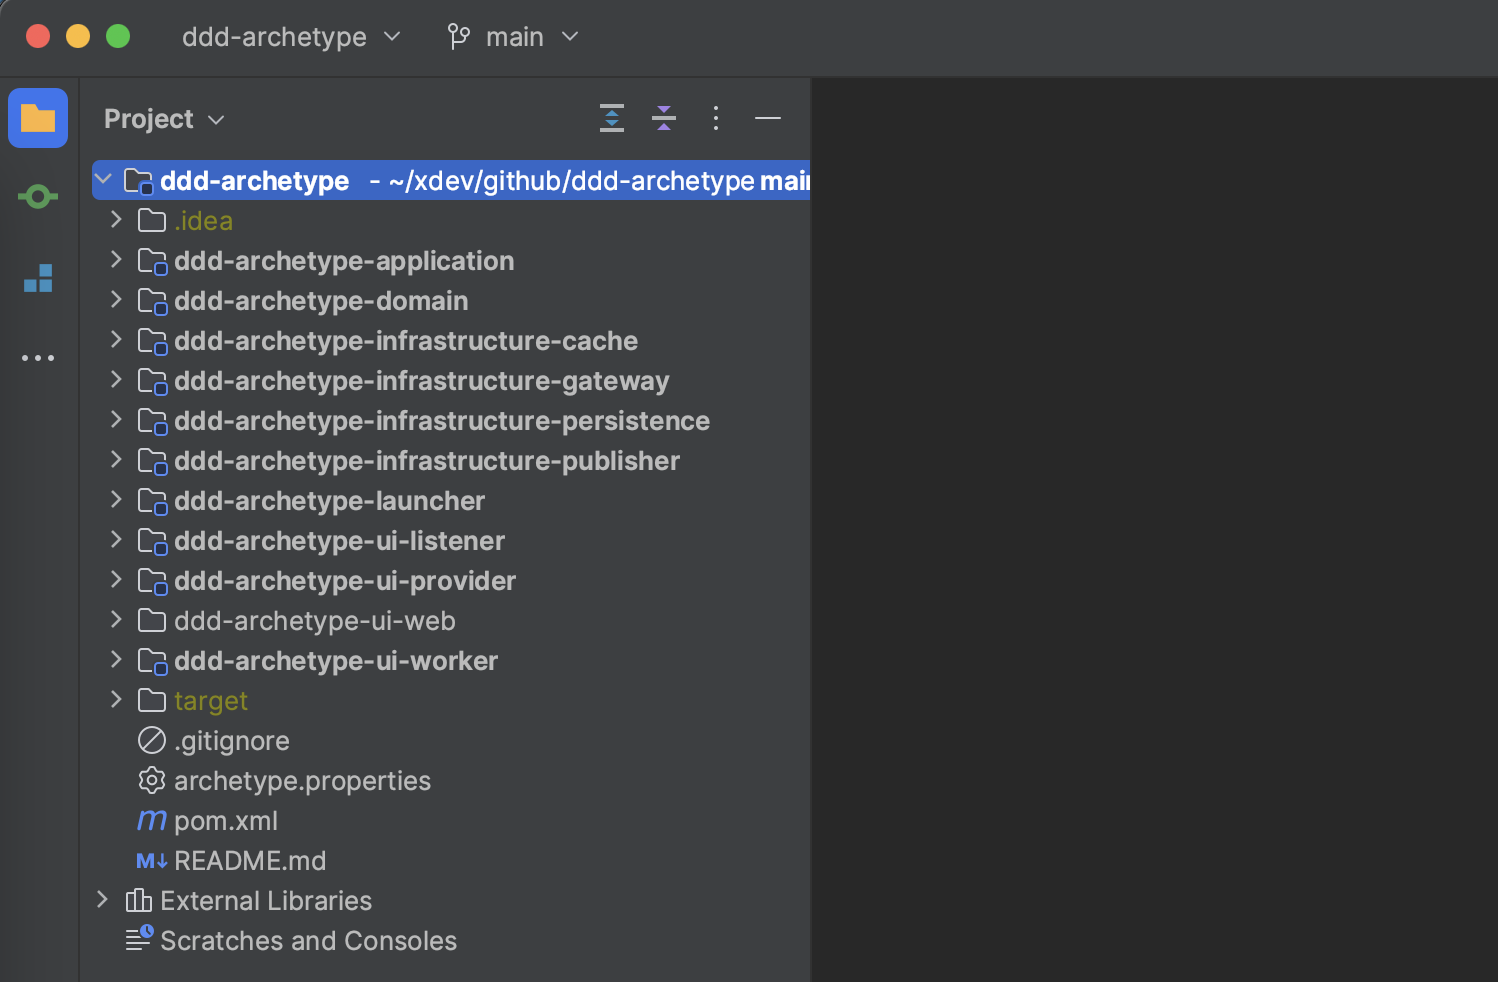 ddd-archetype main
Project
ddd-archetype - ~/xdev/github/ddd-archetype
.idea
ddd-archetype-application
ddd-archetype-domain
ddd-archetype-infrastructure-cache
ddd-archetype-infrastructure-gateway
ddd-archetype-infrastructure-persistence
ddd-archetype-infrastructure-publisher
ddd-archetype-launcher
ddd-archetype-ui-listener
ddd-archetype-ui-provider
ddd-archetype-ui-web
ddd-archetype-ui-worker
target
.gitignore
archetype.properties
m pom.xml
M↓ README.md
External Libraries
Scratches and Consoles